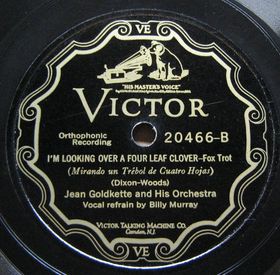 VE
"HIS MASTER'S VOICE"
VICTOR
Orthophonic
Recording
20466-B
I'M LOOKING OVER A FOUR LEAF CLOVER-Fox Trot
(Mirando un Trébol de Cuatro Hojas)
(Dixon-Woods)
Jean Goldkette and His Orchestra
Vocal refrain by Billy Murray
VICTOR TALKING MACHINE CO.
Camden, N.J.
VE